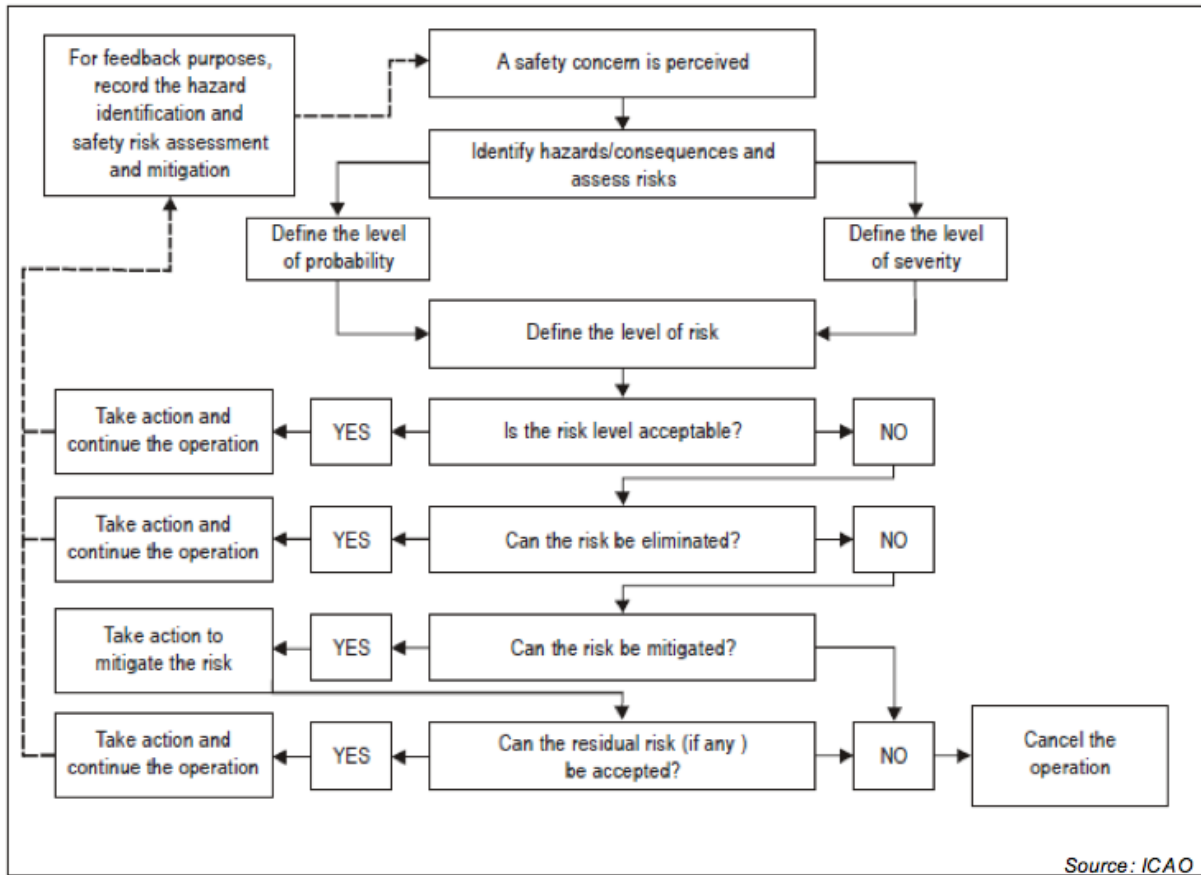 For feedback purposes,
record the hazard
identification and
safety risk assessment
and mitigation
A safety concern is perceived
Identify hazards/consequences and
assess risks
Define the level
of probability
Define the level
of severity
Define the level of risk
Take action and
continue the operation
YES
Is the risk level acceptable?
NO
Take action and
continue the operation
YES
Can the risk be eliminated?
NO
Take action to
mitigate the risk
YES
Can the risk be mitigated?
Take action and
continue the operation
YES
Can the residual risk (if any )
be accepted?
NO
Cancel the
operation
Source: ICAO